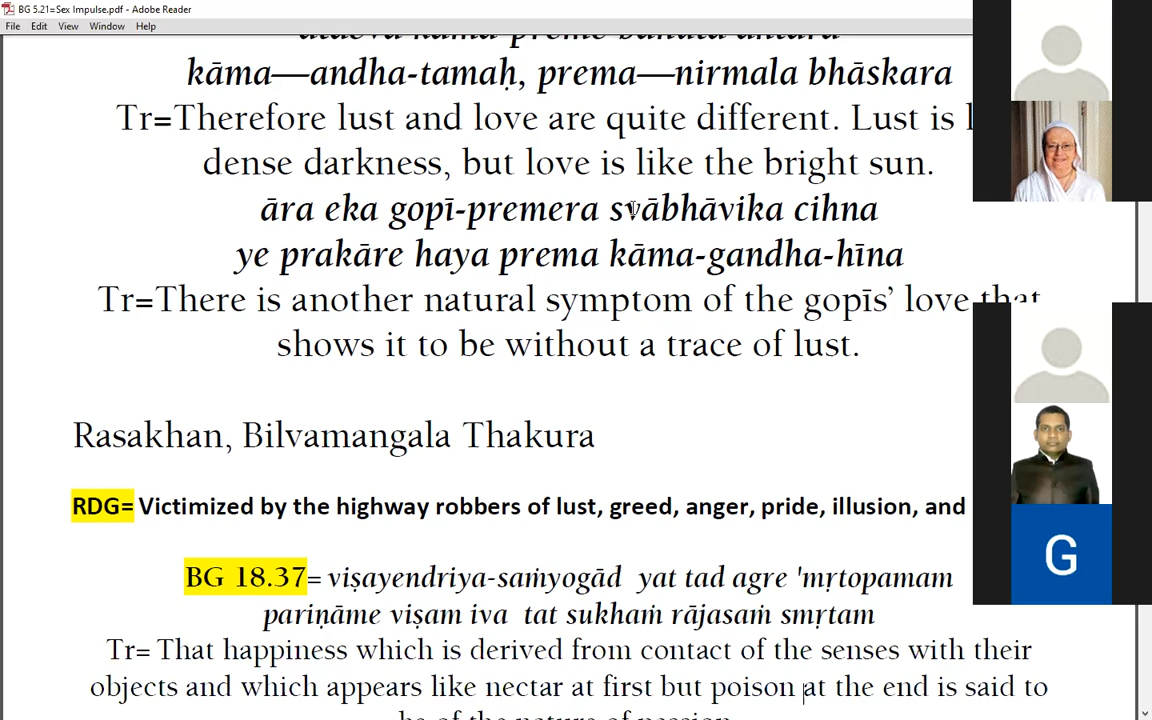 BG 5.21=Sex Impulse.pdf - Adobe Reader
File Edit View Window Help
kāma—andha-tamaḥ, prema—nirmala bhāskara
Tr=Therefore lust and love are quite different. Lust is
dense darkness, but love is like the bright sun.
āra eka gopī-premera svābhāvika cihna
ye prakāre haya prema kāma-gandha-hīna
Tr=There is another natural symptom of the gopīs’ love that
shows it to be without a trace of lust.
Rasakhan, Bilvamangala Thakura
RDG= Victimized by the highway robbers of lust, greed, anger, pride, illusion, and
BG 18.37= viṣayendriya-saṁyogād yat tad agre 'mṛtopamam
pariṇāme viṣam iva tat sukhaṁ rājasaṁ smṛtam
Tr= That happiness which is derived from contact of the senses with their
objects and which appears like nectar at first but poison at the end is said to
G